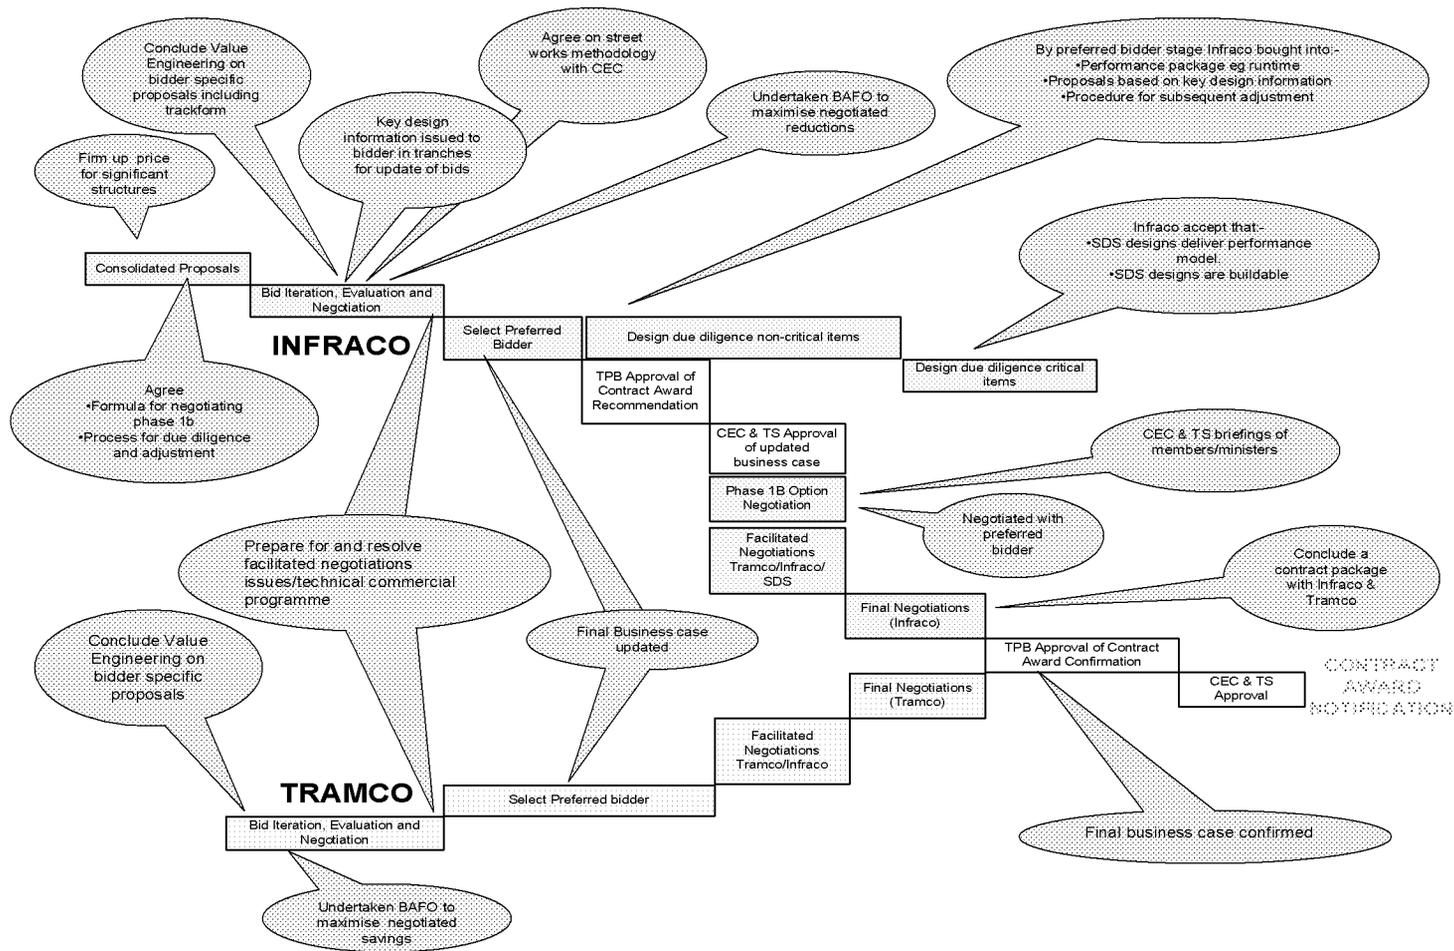 Conclude Value
Engineering on
bidder specific
proposals including
trackform
Agree on street
works methodology
with CEC
By preferred bidder stage Infraco bought into:-
•Performance package eg runtime
•Proposals based on key design information
•Procedure for subsequent adjustment
Undertaken BAFO to
maximise negotiated
reductions
Key design
information issued to
bidder in tranches
for update of bids
Firm up price
for significant
structures
Infraco accept that:-
•SDS designs deliver performance
model.
•SDS designs are buildable
Consolidated Proposals
Bid Iteration, Evaluation and
Negotiation
INFRACO
Select Preferred
Bidder
Design due diligence non-critical items
Design due diligence critical
items
TPB Approval of
Contract Award
Recommendation
Agree
•Formula for negotiating
phase 1b
•Process for due diligence
and adjustment
CEC & TS Approval
of updated
business case
CEC & TS briefings of
members/ministers
Phase 1B Option
Negotiation
Negotiated with
preferred
bidder
Facilitated
Negotiations
Tramco/Infraco/
SDS
Prepare for and resolve
facilitated negotiations
issues/technical commercial
programme
Conclude a
contract package
with Infraco &
Tramco
Final Negotiations
(Infraco)
Final Business case
updated
Conclude Value
Engineering on
bidder specific
proposals
TPB Approval of Contract
Award Confirmation
CEC & TS
Approval
CONTRACT
AWARD
NOTIFICATION
Final Negotiations
(Tramco)
Facilitated
Negotiations
Tramco/Infraco
TRAMCO
Select Preferred bidder
Bid Iteration, Evaluation and
Negotiation
Final business case confirmed
Undertaken BAFO to
maximise negotiated
savings